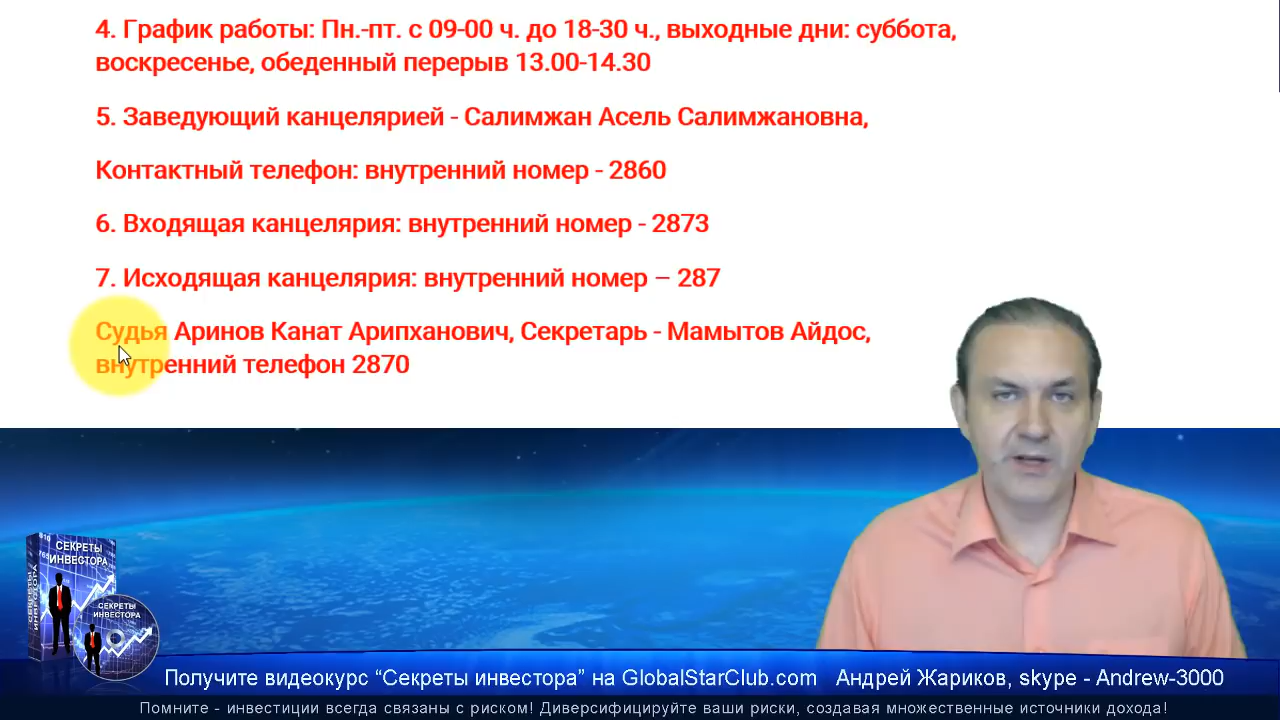 4. График работы: Пн.-пт. с 09-00 ч. до 18-30 ч., выходные дни: суббота,
воскресенье, обеденный перерыв 13.00-14.30
5. Заведующий канцелярией - Салимжан Асель Салимжановна,
Контактный телефон: внутренний номер - 2860
6. Входящая канцелярия: внутренний номер - 2873
7. Исходящая канцелярия: внутренний номер – 287
Судья Аринов Канат Арипханович, Секретарь - Мамытов Айдос,
внутренний телефон 2870
СЕКРЕТЫ
ИНВЕСТОРА
СЕКРЕТЫ
ИНВЕСТОРА
Получите видеокурс “Секреты инвестора” на GlobalStarClub.com Андрей Жариков, skype - Andrew-3000
Помните - инвестиции всегда связаны с риском! Диверсифицируйте ваши риски, создавая множественные источники дохода!